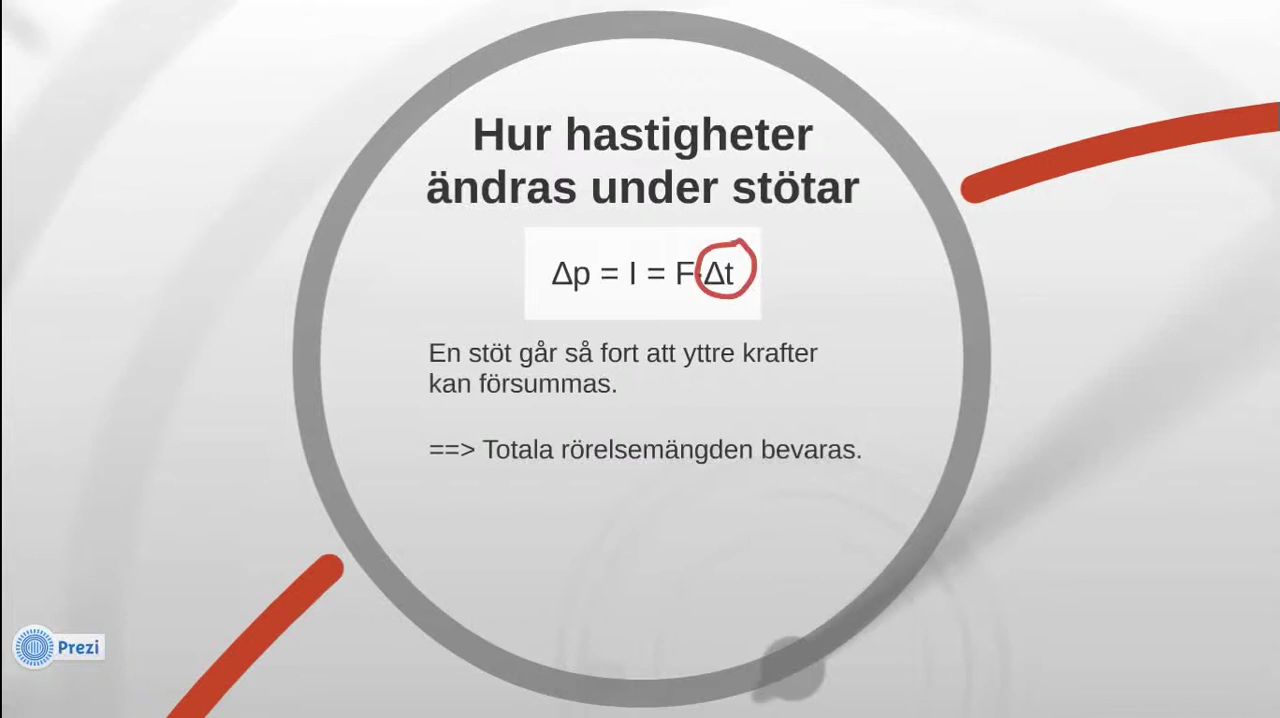 Hur hastigheter
ändras under stötar
Δp = I = F·Δt
En stöt går så fort att yttre krafter
kan försummas.
==> Totala rörelsemängden bevaras.
Prezi